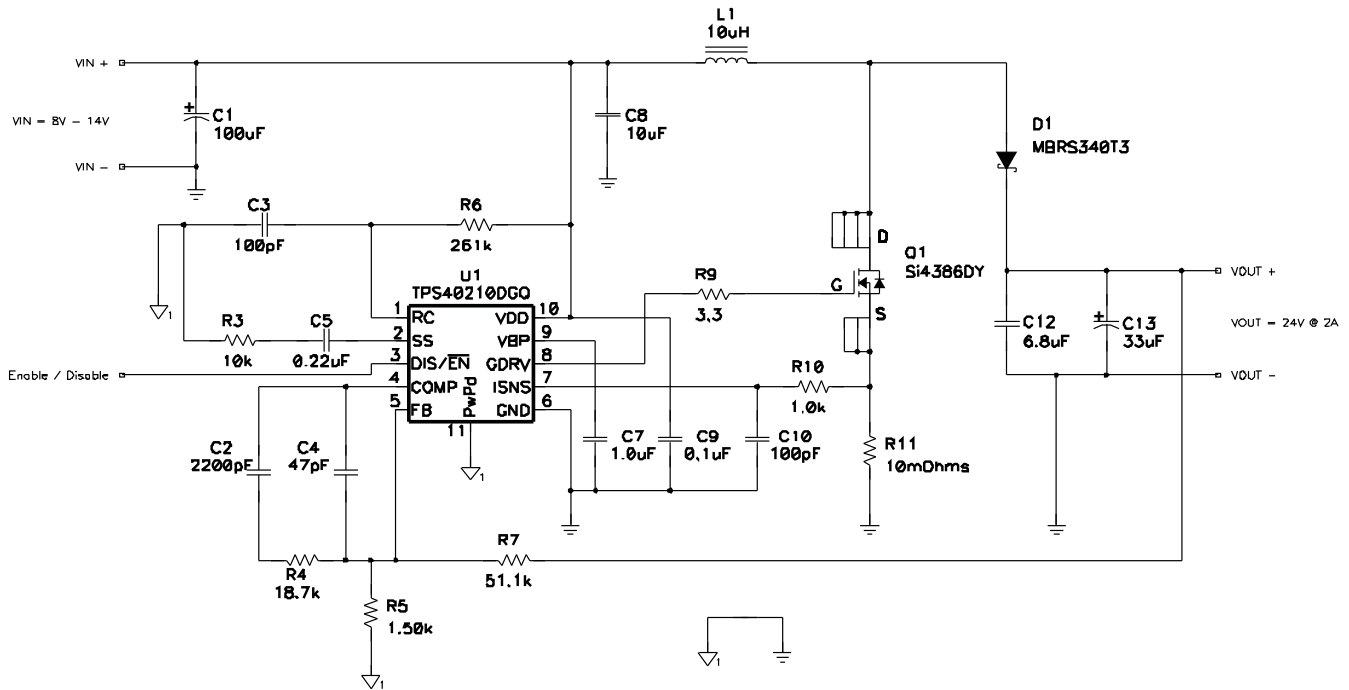 L1
10uH
VIN +
C1
100uF
VIN = 8V - 14V
C8
10uF
D1
MBRS340T3
VIN -
C3
100pF
R6
261k
D
Q1
Si4386DY
G
S
U1
TPS40210DGQ
R9
3.3
VOUT +
1
R3
10k
C5
0.22uF
1 RC VDD 10
2 SS VBP 9
3 DIS/EN GDRV 8
4 COMP ISNS 7
5 FB GND 6
PwPd
11
1
C12
6.8uF
C13
33uF
VOUT = 24V @ 2A
Enable / Disable
VOUT -
R10
1.0k
C2
2200pF
C4
47pF
C7
1.0uF
C9
0.1uF
C10
100pF
R11
10mOhms
R7
51.1k
R4
18.7k
R5
1.50k
1
1